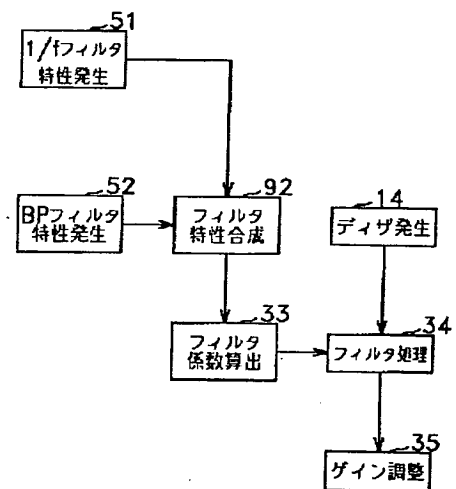 51
1/fフィルタ
特性発生
52
BPフィルタ
特性発生
92
フィルタ
特性合成
14
ディザ発生
33
フィルタ
係数算出
34
フィルタ処理
35
ゲイン調整